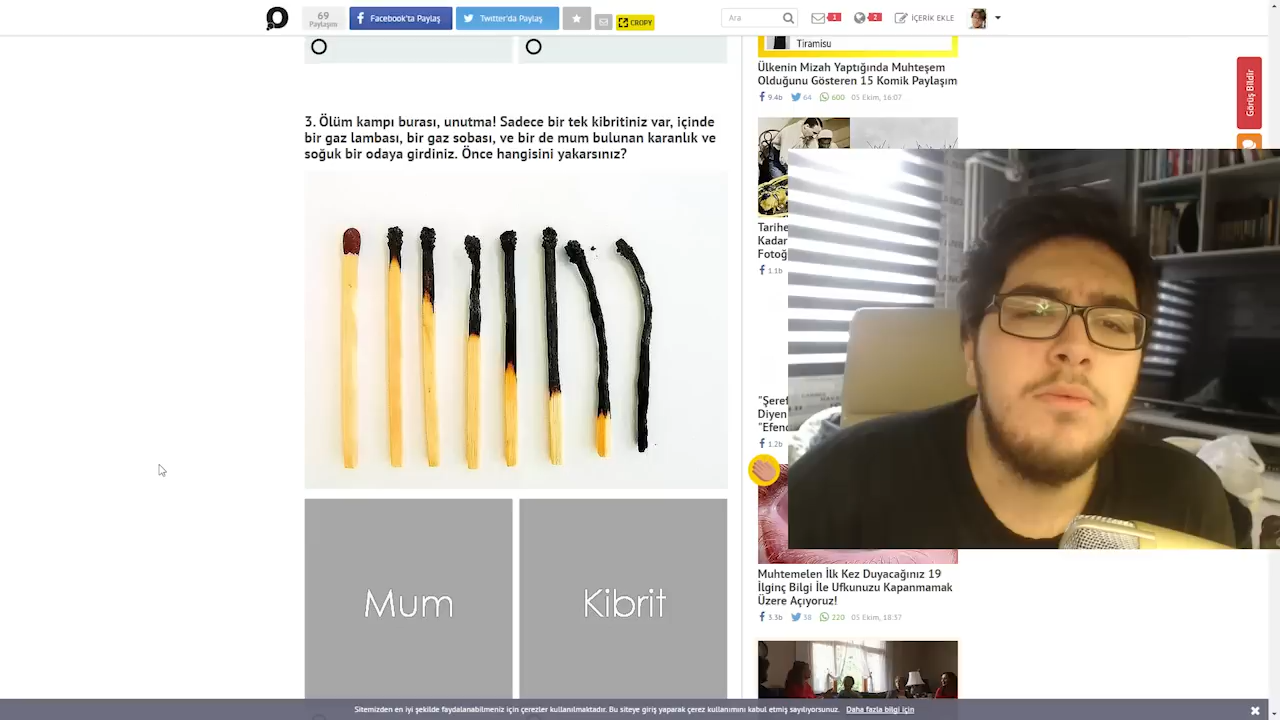 69
Paylaşım
Facebook'ta Paylaş
Twitter'da Paylaş
CROPY
Ara
1
2
İÇERİK EKLE
Tiramisu
Ülkenin Mizah Yaptığında Muhteşem
Olduğunu Gösteren 15 Komik Paylaşım
9.4b 64 600 05 Ekim, 16:07
Görüş Bildir
3. Ölüm kampı burası, unutma! Sadece bir tek kibritiniz var, içinde
bir gaz lambası, bir gaz sobası, ve bir de mum bulunan karanlık ve
soğuk bir odaya girdiniz. Önce hangisini yakarsınız?
Tarihe
Kadar
Fotoğ
1.1b
"Şeref
Diyen
"Efend
1.2b
Mum
Kibrit
Muhtemelen İlk Kez Duyacağınız 19
İlginç Bilgi İle Ufkunuzu Kapanmamak
Üzere Açıyoruz!
3.3b 38 220 05 Ekim, 18:37
Sitemizden en iyi şekilde faydalanabilmeniz için çerezler kullanılmaktadır. Bu siteye giriş yaparak çerez kullanımını kabul etmiş sayılıyorsunuz. Daha fazla bilgi için